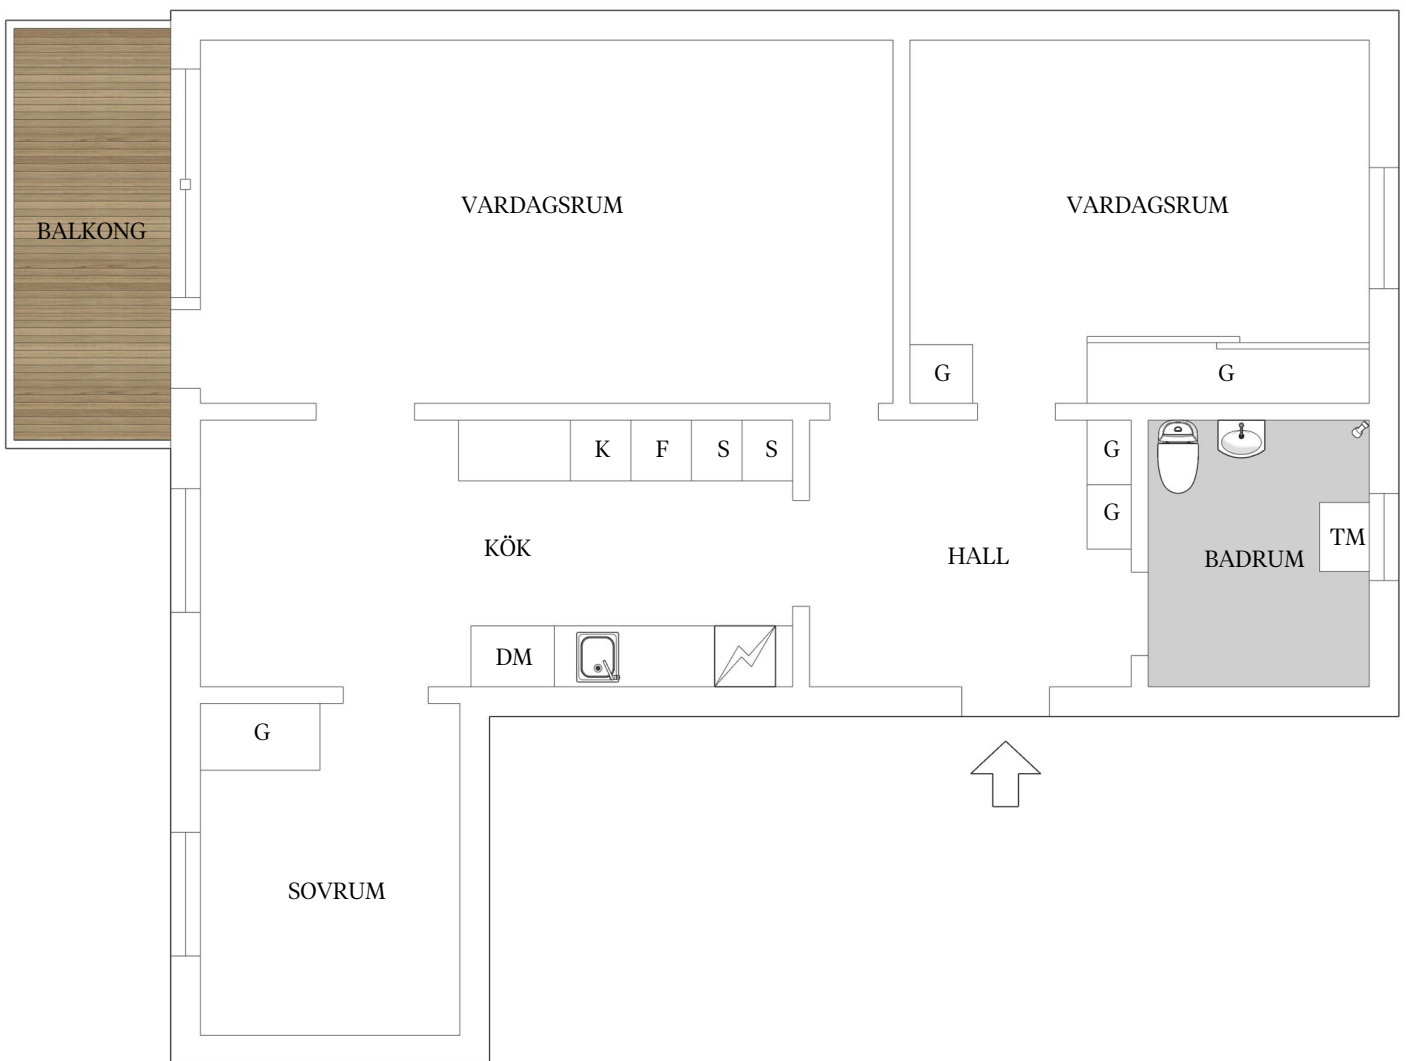 VARDAGSRUM
VARDAGSRUM
BALKONG
G
G
K
F
S
S
G
G
TM
KÖK
HALL
BADRUM
DM
G
SOVRUM